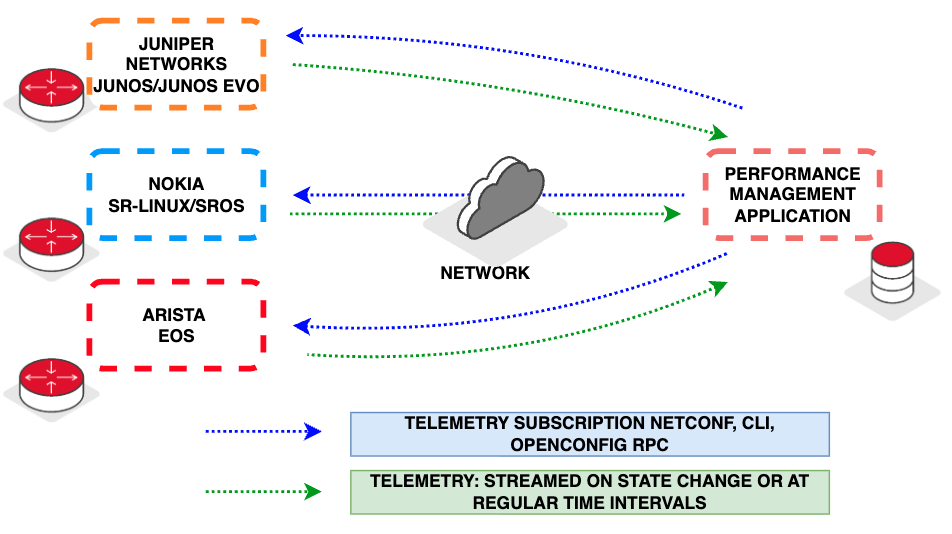 JUNIPER
NETWORKS
JUNOS/JUNOS EVO
NOKIA
SR-LINUX/SROS
ARISTA
EOS
NETWORK
PERFORMANCE
MANAGEMENT
APPLICATION
TELEMETRY SUBSCRIPTION NETCONF, CLI,
OPENCONFIG RPC
TELEMETRY: STREAMED ON STATE CHANGE OR AT
REGULAR TIME INTERVALS